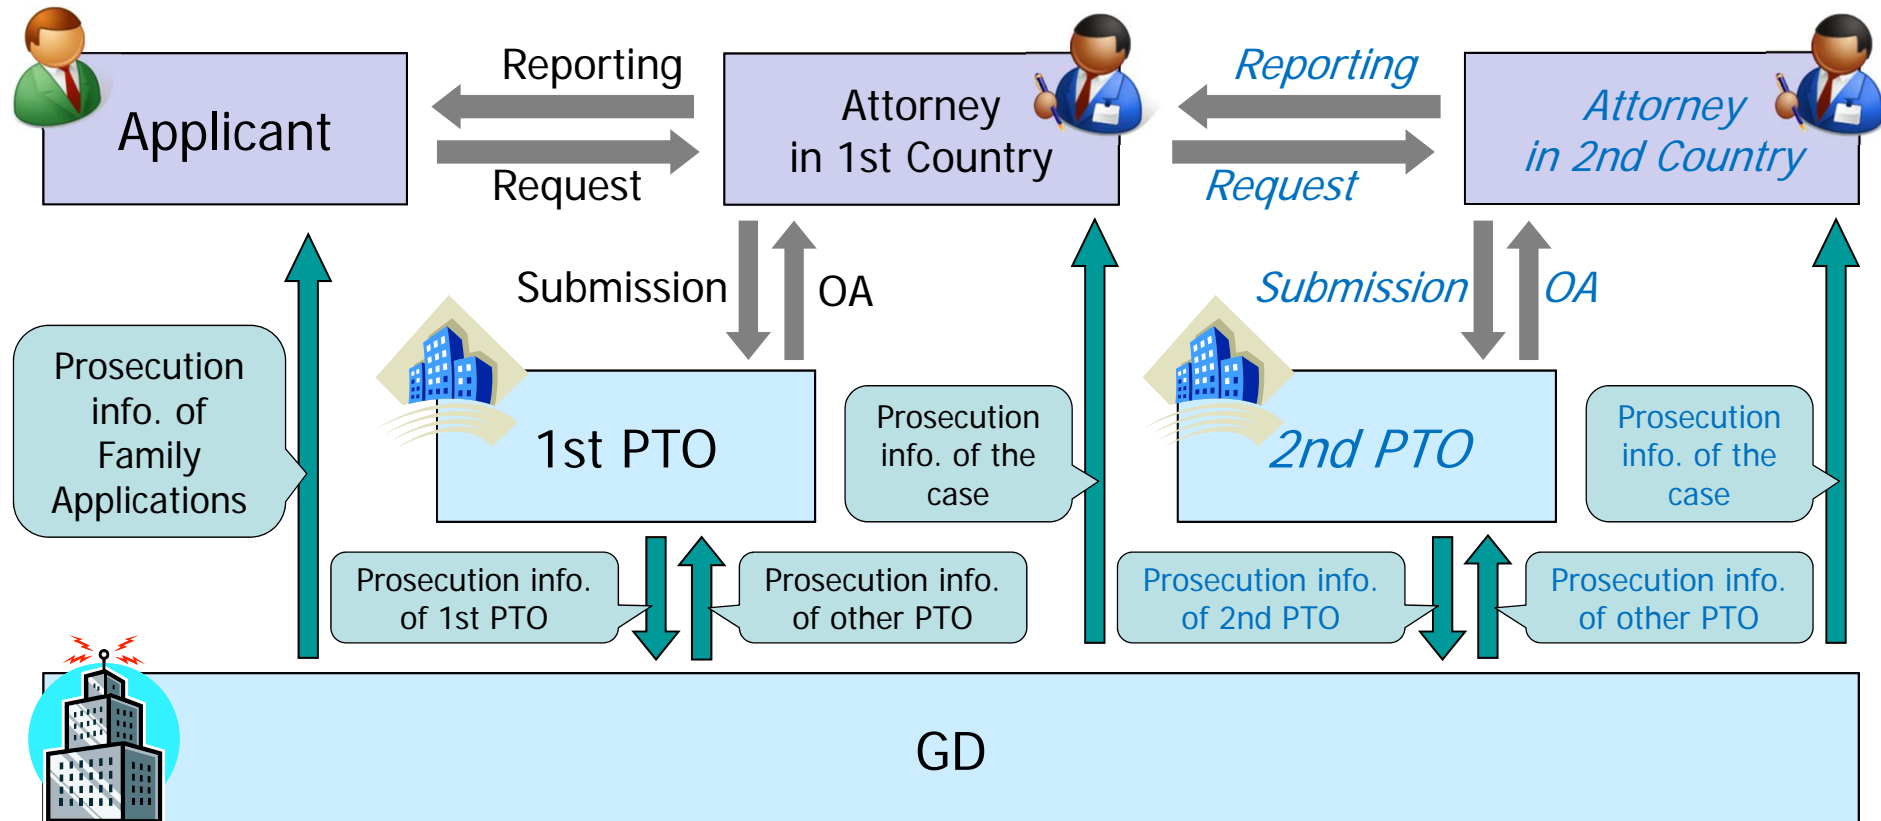 Applicant
Reporting
Request
Attorney
in 1st Country
Reporting
Request
Attorney
in 2nd Country
Submission
OA
Submission
OA
Prosecution
info. of
Family
Applications
1st PTO
Prosecution
info. of the
case
2nd PTO
Prosecution
info. of the
case
Prosecution info.
of 1st PTO
Prosecution info.
of other PTO
Prosecution info.
of 2nd PTO
Prosecution info.
of other PTO
GD